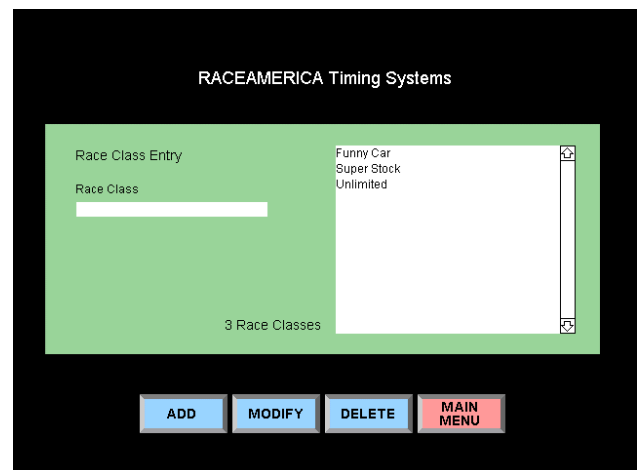 RACEAMERICA Timing Systems
Race Class Entry
Race Class
Funny Car
Super Stock
Unlimited
3 Race Classes
ADD
MODIFY
DELETE
MAIN
MENU